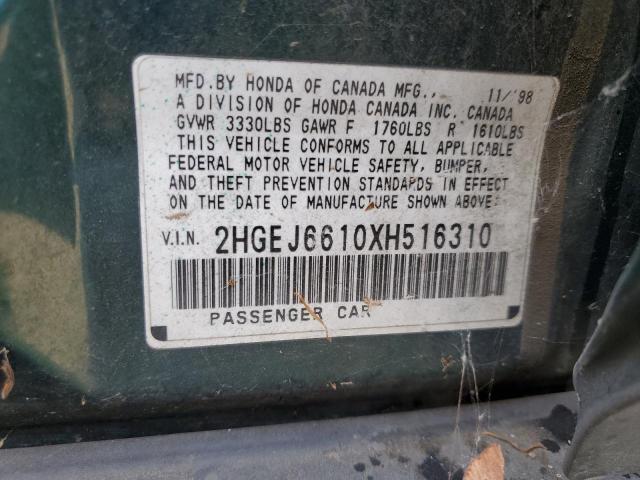 MFD.BY HONDA OF CANADA MFG., 11/'98
A DIVISION OF HONDA CANADA INC. CANADA
GVWR 3330LBS GAWR F 1760LBS R 1610LBS
THIS VEHICLE CONFORMS TO ALL APPLICABLE
FEDERAL MOTOR VEHICLE SAFETY, BUMPER,
AND THEFT PREVENTION STANDARDS IN EFFECT
ON THE DATE OF MANUFACTURE SHOWN ABOVE.
V.I.N. 2HGEJ6610XH516310
PASSENGER CAR